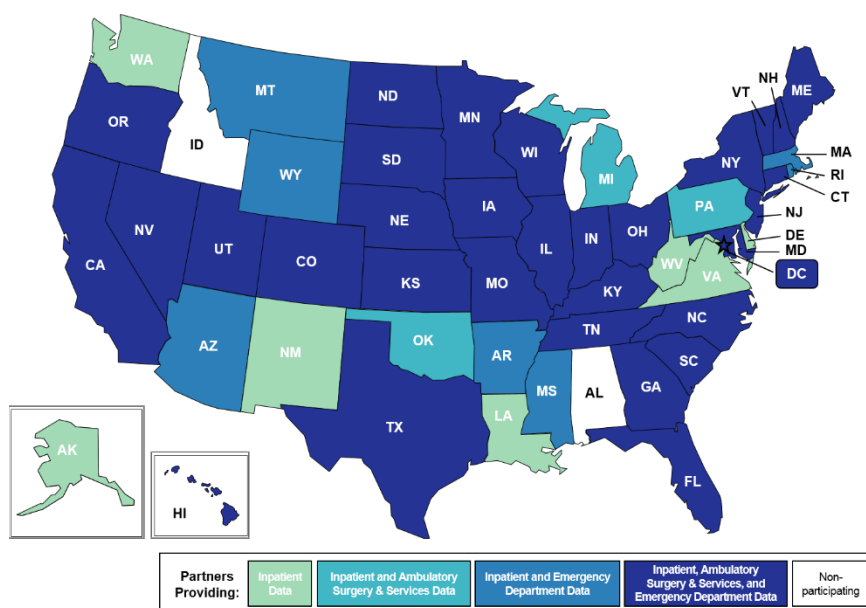 WA
MT
ND
MN
VT
NH
ME
OR
ID
SD
WI
NY
MA
WY
MI
RI
CT
IA
PA
NE
NJ
NV
OH
DE
IL
IN
MD
UT
WV
CA
CO
VA
DC
KS
MO
KY
NC
TN
OK
AZ
NM
AR
SC
MS
AL
GA
LA
TX
AK
FL
HI
Partners
Providing:
Inpatient
Data
Inpatient and Ambulatory
Surgery & Services Data
Inpatient and Emergency
Department Data
Inpatient, Ambulatory
Surgery & Services, and
Emergency Department Data
Non-
participating